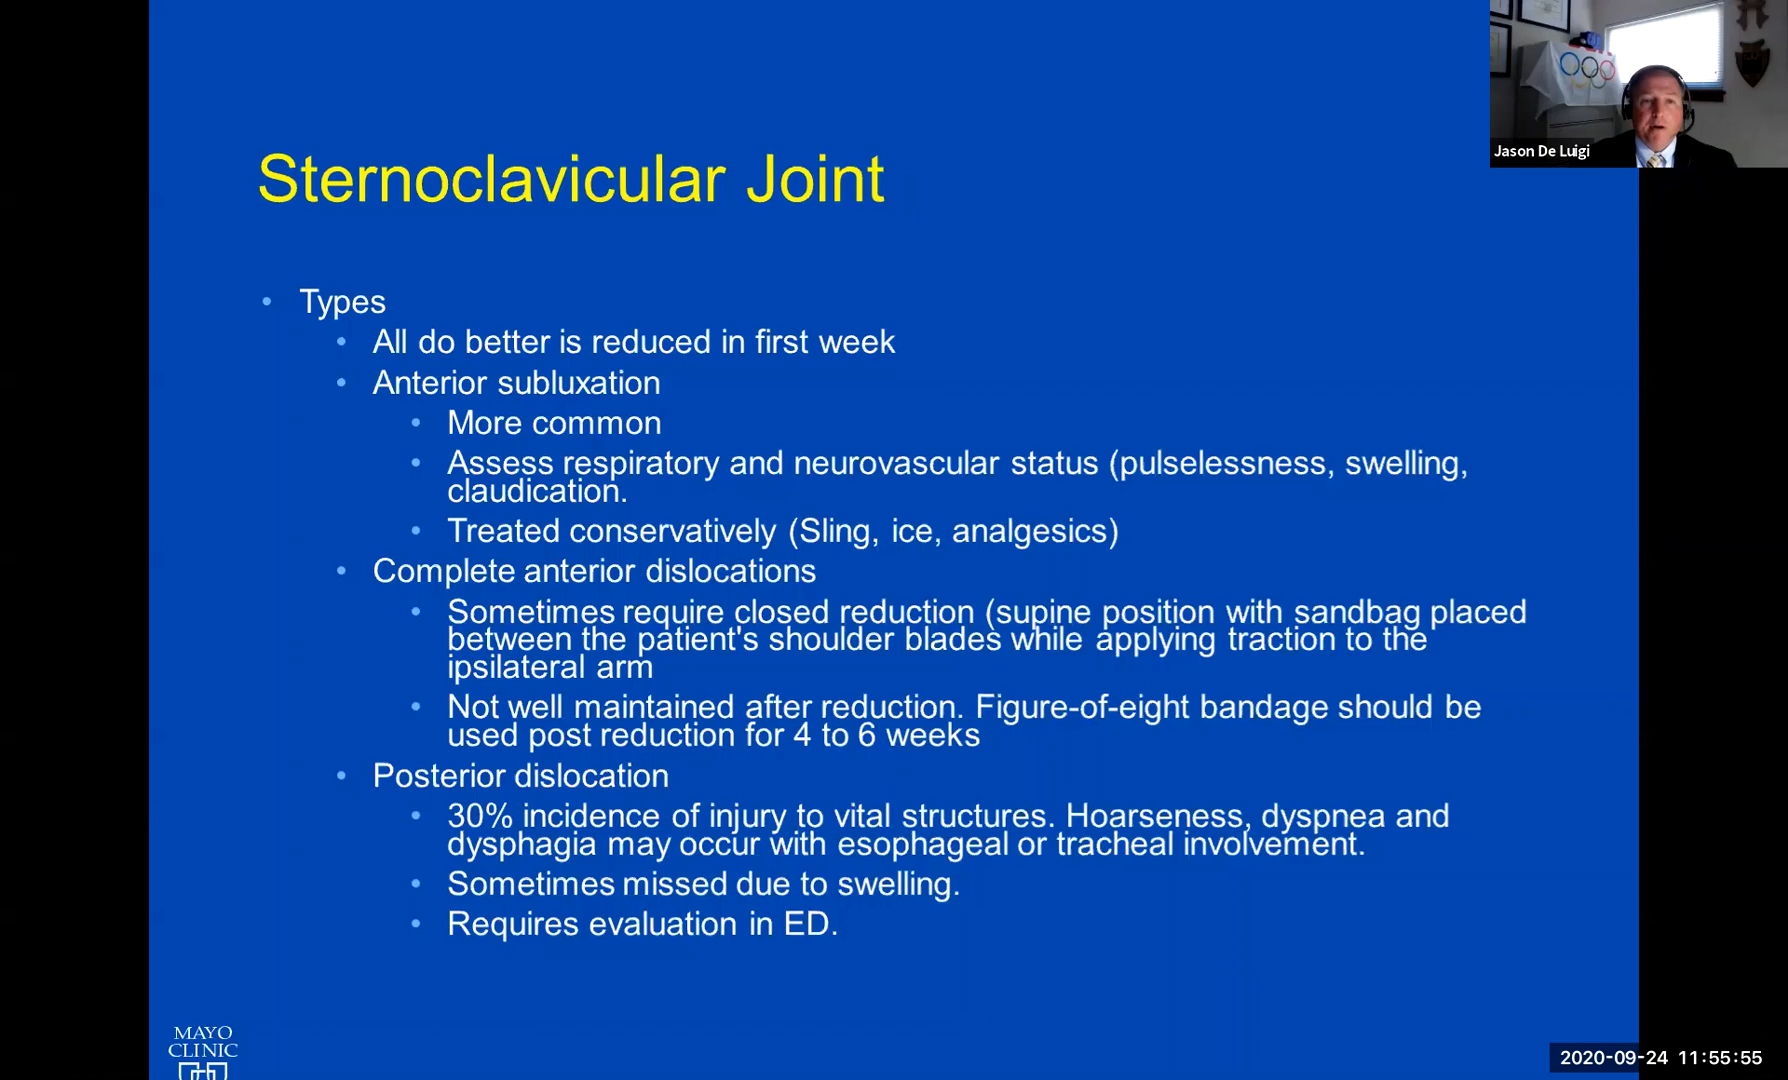 Jason De Luigi
Sternoclavicular Joint
• Types
• All do better is reduced in first week
• Anterior subluxation
• More common
• Assess respiratory and neurovascular status (pulselessness, swelling,
claudication.
• Treated conservatively (Sling, ice, analgesics)
• Complete anterior dislocations
• Sometimes require closed reduction (supine position with sandbag placed
between the patient's shoulder blades while applying traction to the
ipsilateral arm
• Not well maintained after reduction. Figure-of-eight bandage should be
used post reduction for 4 to 6 weeks
• Posterior dislocation
• 30% incidence of injury to vital structures. Hoarseness, dyspnea and
dysphagia may occur with esophageal or tracheal involvement.
• Sometimes missed due to swelling.
• Requires evaluation in ED.
MAYO
CLINIC
2020-09-24 11:55:55